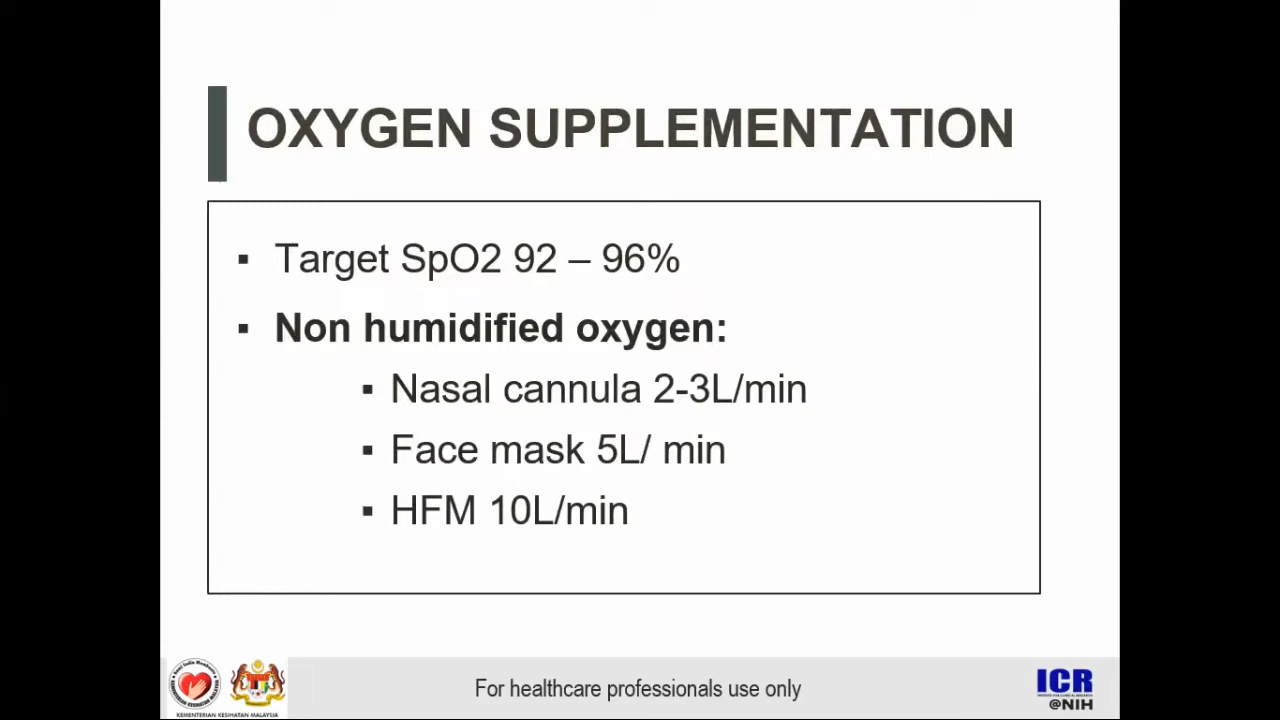 OXYGEN SUPPLEMENTATION
▪ Target SpO2 92 – 96%
▪ Non humidified oxygen:
▪ Nasal cannula 2-3L/min
▪ Face mask 5L/ min
▪ HFM 10L/min
KEMENTERIAN KESIHATAN MALAYSIA
For healthcare professionals use only
ICR
@NIH